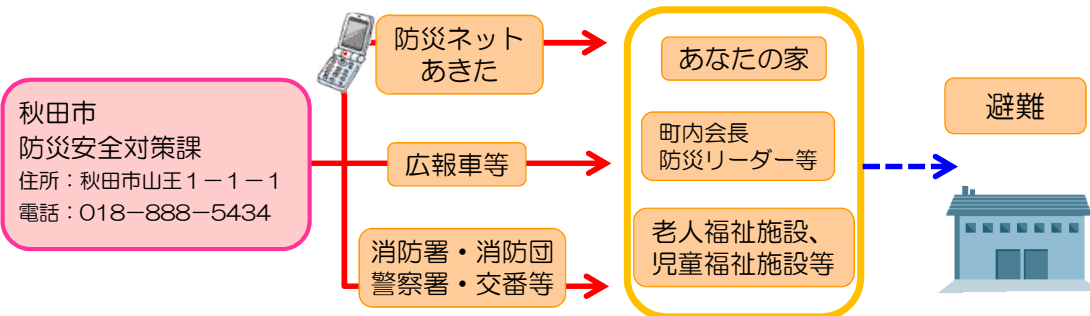 秋田市
防災安全対策課
住所：秋田市山王１－１－１
電話：018－888－5434
防災ネット
あきた
広報車等
消防署・消防団
警察署・交番等
あなたの家
町内会長
防災リーダー等
老人福祉施設、
児童福祉施設等
避難